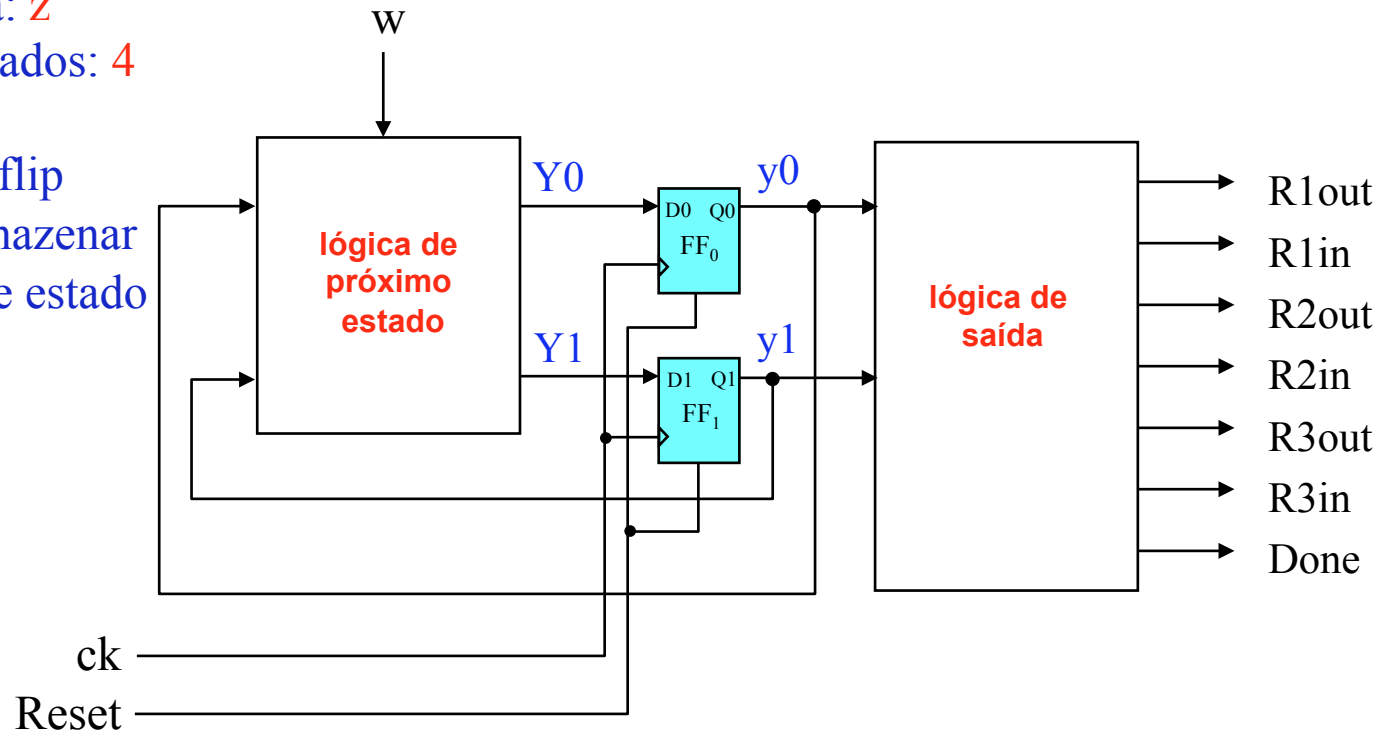 : z
ados: 4
flip
nazenar
e estado
w
lógica de
próximo
estado
Y0
Y1
D0 Q0
FF0
y0
D1 Q1
FF1
y1
lógica de
saída
R1out
R1in
R2out
R2in
R3out
R3in
Done
ck
Reset